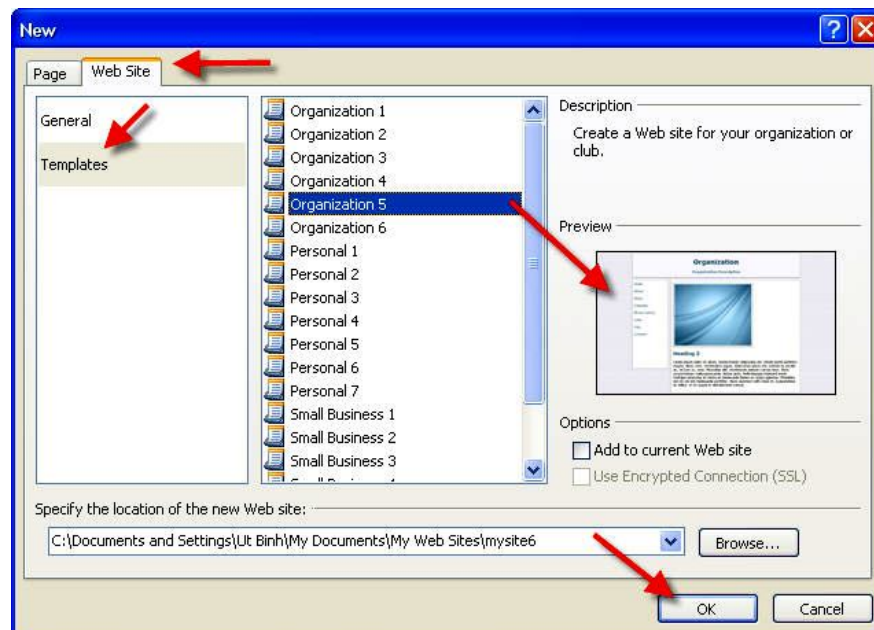 New
Page
Web Site
General
Templates
Organization 1
Organization 2
Organization 3
Organization 4
Organization 5
Organization 6
Personal 1
Personal 2
Personal 3
Personal 4
Personal 5
Personal 6
Personal 7
Small Business 1
Small Business 2
Small Business 3
Description
Create a Web site for your organization or
club.
Preview
Organization
Heading 2
Options
Add to current Web site
Use Encrypted Connection (SSL)
Specify the location of the new Web site:
C:\Documents and Settings\Ut Binh\My Documents\My Web Sites\mysite6
Browse...
OK
Cancel